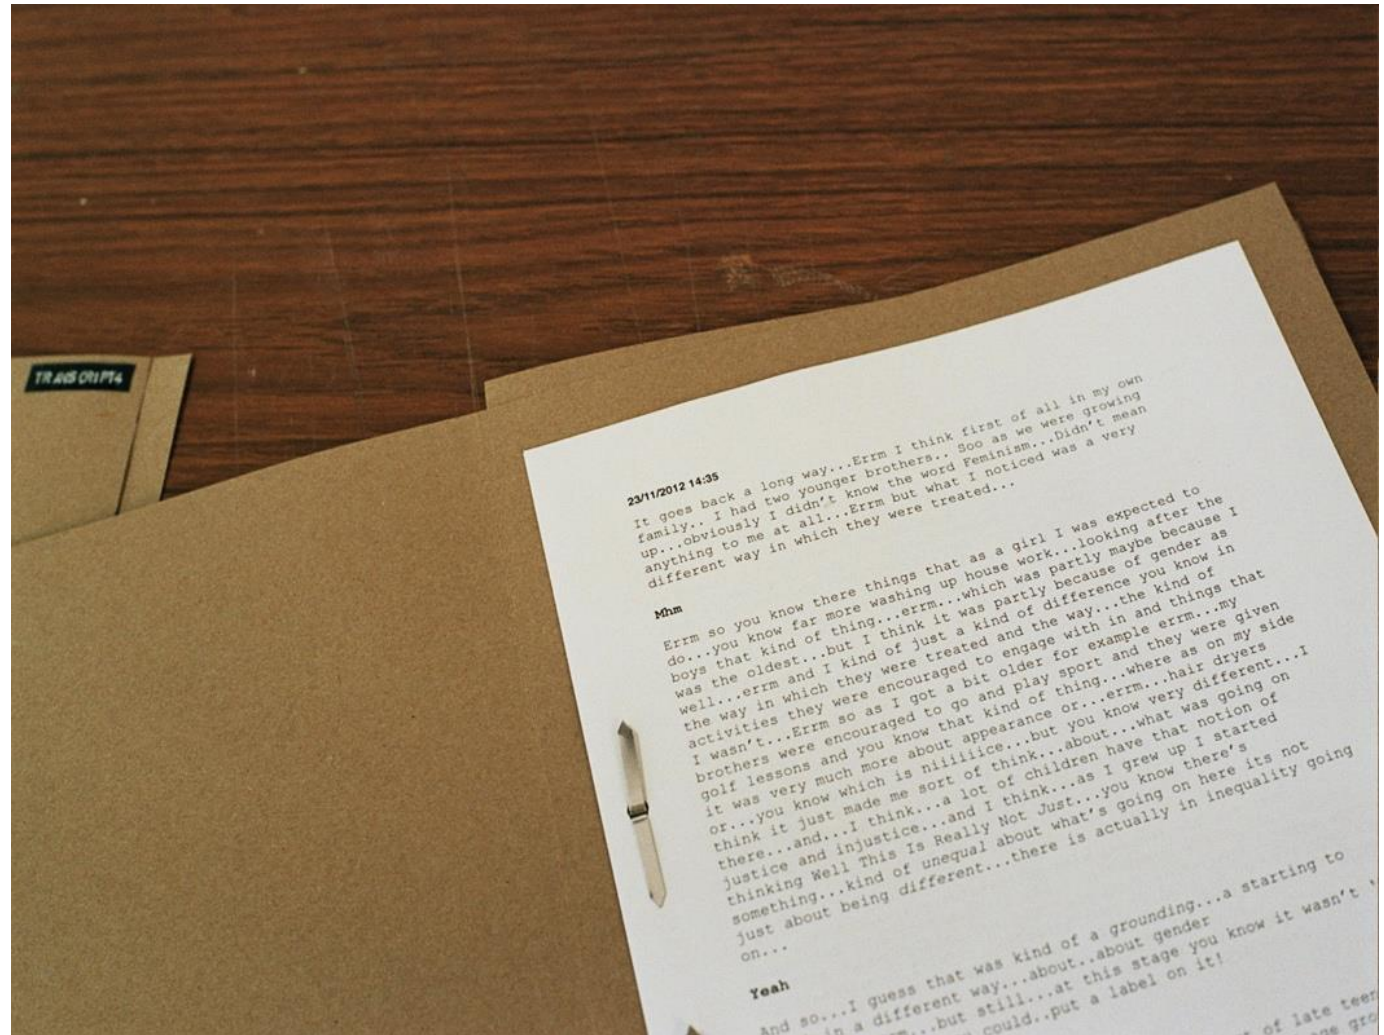 TRANSCRIPTS
23/11/2012 14:35
It goes back a long way...Errm I think first of all in my own
family.. I had two younger brothers.. Soo as we were growing
up...obviously I didn't know the word Feminism...Didn't mean
anything to me at all...Errm but what I noticed was a very
different way in which they were treated...
Mhm
Errm so you know there things that as a girl I was expected to
do...you know far more washing up house work...looking after the
boys that kind of thing...errm...which was partly maybe because I
was the oldest...but I think it was partly because of gender as
well...errm and I kind of just a kind of difference you know in
the way in which they were treated and the way...the kind of
activities they were encouraged to engage with in and things that
I wasn't...Errm so as I got a bit older for example errm...my
brothers were encouraged to go and play sport and they were given
golf lessons and you know that kind of thing...where as on my side
it was very much more about appearance or...errm...hair dryers
or...you know which is niiiiiice...but you know very different...I
think it just made me sort of think...about...what was going on
there...and...I think...a lot of children have that notion of
justice and injustice...and I think...as I grew up I started
thinking Well This Is Really Not Just...you know there's
something...kind of unequal about what's going on here its not
just about being different...there is actually in inequality going
on...
Yeah
And so...I guess that was kind of a grounding...a starting to
in a different way...about..about gender
...but still...at this stage you know it wasn't
could..put a label on it!
of late teen